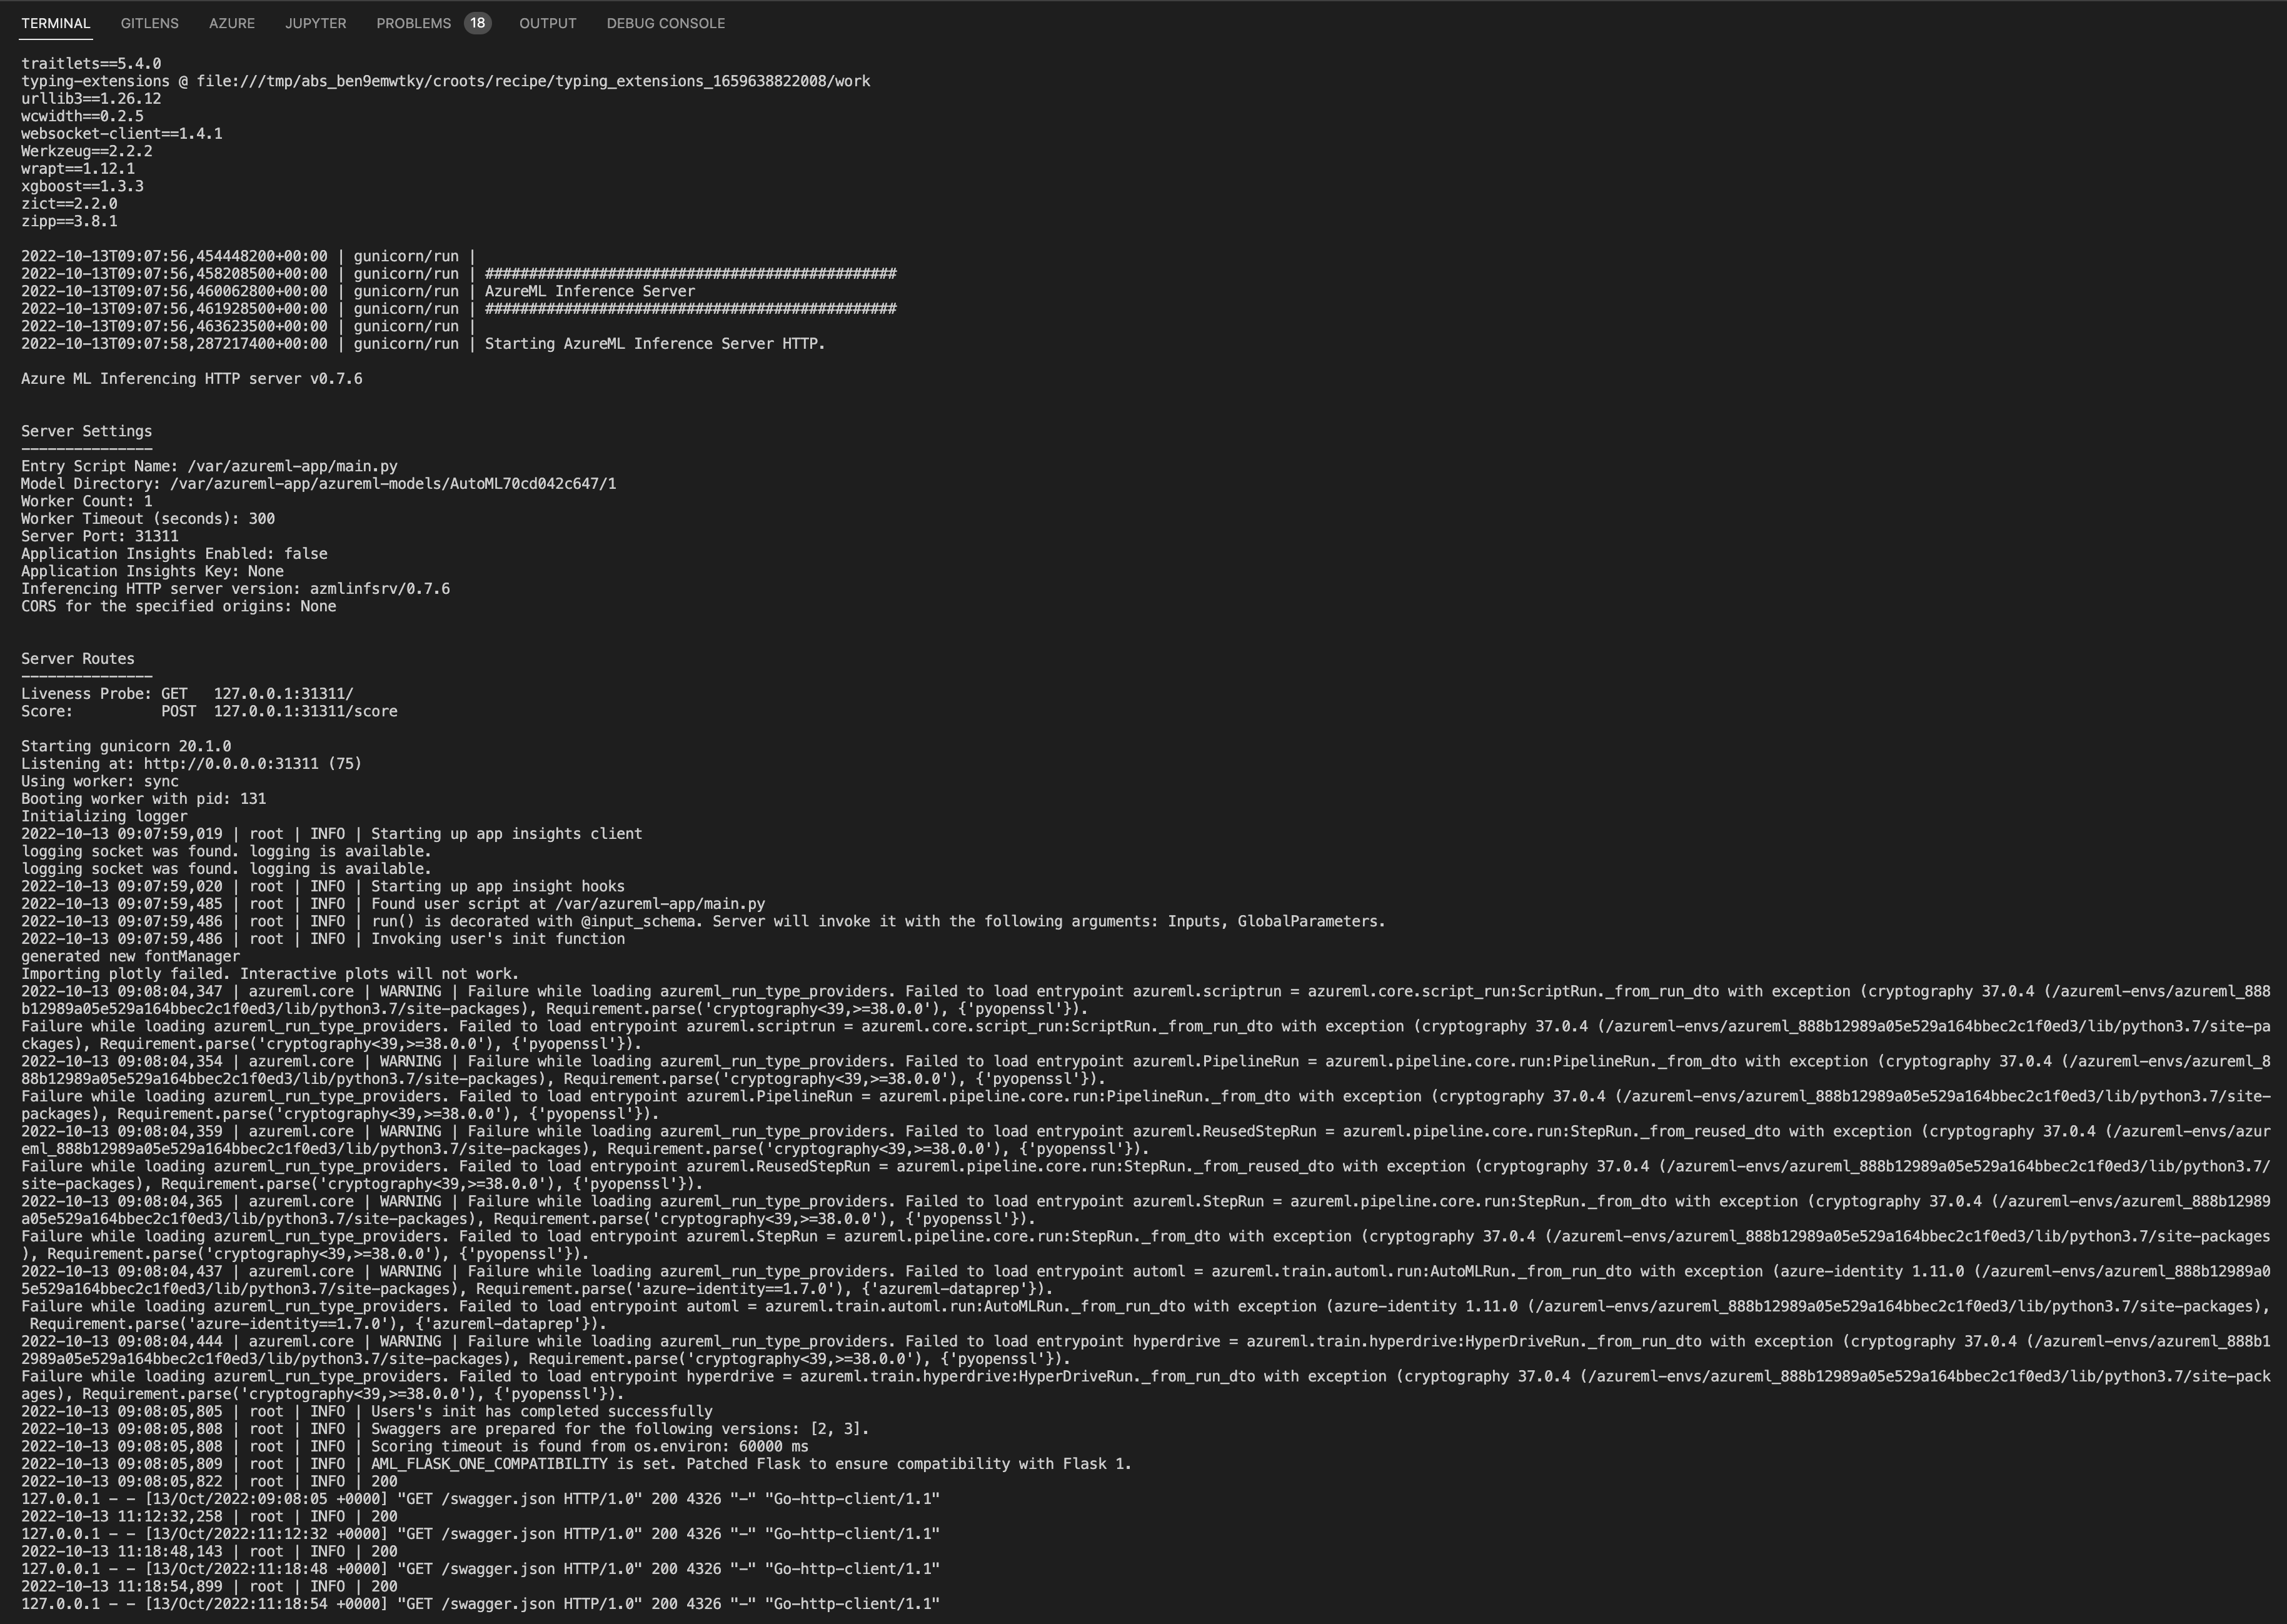 TERMINAL GITLENS AZURE JUPYTER PROBLEMS 18 OUTPUT DEBUG CONSOLE
traitlets==5.4.0
typing-extensions @ file:///tmp/abs_ben9emwtky/croots/recipe/typing_extensions_1659638822008/work
urllib3==1.26.12
wcwidth==0.2.5
websocket-client==1.4.1
Werkzeug==2.2.2
wrapt==1.12.1
xgboost==1.3.3
zict==2.2.0
zipp==3.8.1
2022-10-13T09:07:56,454448200+00:00 | gunicorn/run |
2022-10-13T09:07:56,458208500+00:00 | gunicorn/run | ###############################################
2022-10-13T09:07:56,460062800+00:00 | gunicorn/run | AzureML Inference Server
2022-10-13T09:07:56,461928500+00:00 | gunicorn/run | ###############################################
2022-10-13T09:07:56,463623500+00:00 | gunicorn/run |
2022-10-13T09:07:58,287217400+00:00 | gunicorn/run | Starting AzureML Inference Server HTTP.
Azure ML Inferencing HTTP server v0.7.6
Server Settings
---------------
Entry Script Name: /var/azureml-app/main.py
Model Directory: /var/azureml-app/azureml-models/AutoML70cd042c647/1
Worker Count: 1
Worker Timeout (seconds): 300
Server Port: 31311
Application Insights Enabled: false
Application Insights Key: None
Inferencing HTTP server version: azmlinfsrv/0.7.6
CORS for the specified origins: None
Server Routes
---------------
Liveness Probe: GET   127.0.0.1:31311/
Score:          POST  127.0.0.1:31311/score
Starting gunicorn 20.1.0
Listening at: http://0.0.0.0:31311 (75)
Using worker: sync
Booting worker with pid: 131
Initializing logger
2022-10-13 09:07:59,019 | root | INFO | Starting up app insights client
logging socket was found. logging is available.
logging socket was found. logging is available.
2022-10-13 09:07:59,020 | root | INFO | Starting up app insight hooks
2022-10-13 09:07:59,485 | root | INFO | Found user script at /var/azureml-app/main.py
2022-10-13 09:07:59,486 | root | INFO | run() is decorated with @input_schema. Server will invoke it with the following arguments: Inputs, GlobalParameters.
2022-10-13 09:07:59,486 | root | INFO | Invoking user's init function
generated new fontManager
Importing plotly failed. Interactive plots will not work.
2022-10-13 09:08:04,347 | azureml.core | WARNING | Failure while loading azureml_run_type_providers. Failed to load entrypoint azureml.scriptrun = azureml.core.script_run:ScriptRun._from_run_dto with exception (cryptography 37.0.4 (/azureml-envs/azureml_888
b12989a05e529a164bbec2c1f0ed3/lib/python3.7/site-packages), Requirement.parse('cryptography<39,>=38.0.0'), {'pyopenssl'}).
Failure while loading azureml_run_type_providers. Failed to load entrypoint azureml.scriptrun = azureml.core.script_run:ScriptRun._from_run_dto with exception (cryptography 37.0.4 (/azureml-envs/azureml_888b12989a05e529a164bbec2c1f0ed3/lib/python3.7/site-pa
ckages), Requirement.parse('cryptography<39,>=38.0.0'), {'pyopenssl'}).
2022-10-13 09:08:04,354 | azureml.core | WARNING | Failure while loading azureml_run_type_providers. Failed to load entrypoint azureml.PipelineRun = azureml.pipeline.core.run:PipelineRun._from_dto with exception (cryptography 37.0.4 (/azureml-envs/azureml_8
88b12989a05e529a164bbec2c1f0ed3/lib/python3.7/site-packages), Requirement.parse('cryptography<39,>=38.0.0'), {'pyopenssl'}).
Failure while loading azureml_run_type_providers. Failed to load entrypoint azureml.PipelineRun = azureml.pipeline.core.run:PipelineRun._from_dto with exception (cryptography 37.0.4 (/azureml-envs/azureml_888b12989a05e529a164bbec2c1f0ed3/lib/python3.7/site-
packages), Requirement.parse('cryptography<39,>=38.0.0'), {'pyopenssl'}).
2022-10-13 09:08:04,359 | azureml.core | WARNING | Failure while loading azureml_run_type_providers. Failed to load entrypoint azureml.ReusedStepRun = azureml.pipeline.core.run:StepRun._from_reused_dto with exception (cryptography 37.0.4 (/azureml-envs/azur
eml_888b12989a05e529a164bbec2c1f0ed3/lib/python3.7/site-packages), Requirement.parse('cryptography<39,>=38.0.0'), {'pyopenssl'}).
Failure while loading azureml_run_type_providers. Failed to load entrypoint azureml.ReusedStepRun = azureml.pipeline.core.run:StepRun._from_reused_dto with exception (cryptography 37.0.4 (/azureml-envs/azureml_888b12989a05e529a164bbec2c1f0ed3/lib/python3.7/
site-packages), Requirement.parse('cryptography<39,>=38.0.0'), {'pyopenssl'}).
2022-10-13 09:08:04,365 | azureml.core | WARNING | Failure while loading azureml_run_type_providers. Failed to load entrypoint azureml.StepRun = azureml.pipeline.core.run:StepRun._from_dto with exception (cryptography 37.0.4 (/azureml-envs/azureml_888b12989
a05e529a164bbec2c1f0ed3/lib/python3.7/site-packages), Requirement.parse('cryptography<39,>=38.0.0'), {'pyopenssl'}).
Failure while loading azureml_run_type_providers. Failed to load entrypoint azureml.StepRun = azureml.pipeline.core.run:StepRun._from_dto with exception (cryptography 37.0.4 (/azureml-envs/azureml_888b12989a05e529a164bbec2c1f0ed3/lib/python3.7/site-packages
), Requirement.parse('cryptography<39,>=38.0.0'), {'pyopenssl'}).
2022-10-13 09:08:04,437 | azureml.core | WARNING | Failure while loading azureml_run_type_providers. Failed to load entrypoint automl = azureml.train.automl.run:AutoMLRun._from_run_dto with exception (azure-identity 1.11.0 (/azureml-envs/azureml_888b12989a0
5e529a164bbec2c1f0ed3/lib/python3.7/site-packages), Requirement.parse('azure-identity==1.7.0'), {'azureml-dataprep'}).
Failure while loading azureml_run_type_providers. Failed to load entrypoint automl = azureml.train.automl.run:AutoMLRun._from_run_dto with exception (azure-identity 1.11.0 (/azureml-envs/azureml_888b12989a05e529a164bbec2c1f0ed3/lib/python3.7/site-packages),
Requirement.parse('azure-identity==1.7.0'), {'azureml-dataprep'}).
2022-10-13 09:08:04,444 | azureml.core | WARNING | Failure while loading azureml_run_type_providers. Failed to load entrypoint hyperdrive = azureml.train.hyperdrive:HyperDriveRun._from_run_dto with exception (cryptography 37.0.4 (/azureml-envs/azureml_888b1
2989a05e529a164bbec2c1f0ed3/lib/python3.7/site-packages), Requirement.parse('cryptography<39,>=38.0.0'), {'pyopenssl'}).
Failure while loading azureml_run_type_providers. Failed to load entrypoint hyperdrive = azureml.train.hyperdrive:HyperDriveRun._from_run_dto with exception (cryptography 37.0.4 (/azureml-envs/azureml_888b12989a05e529a164bbec2c1f0ed3/lib/python3.7/site-pack
ages), Requirement.parse('cryptography<39,>=38.0.0'), {'pyopenssl'}).
2022-10-13 09:08:05,805 | root | INFO | Users's init has completed successfully
2022-10-13 09:08:05,808 | root | INFO | Swaggers are prepared for the following versions: [2, 3].
2022-10-13 09:08:05,808 | root | INFO | Scoring timeout is found from os.environ: 60000 ms
2022-10-13 09:08:05,809 | root | INFO | AML_FLASK_ONE_COMPATIBILITY is set. Patched Flask to ensure compatibility with Flask 1.
2022-10-13 09:08:05,822 | root | INFO | 200
127.0.0.1 - - [13/Oct/2022:09:08:05 +0000] "GET /swagger.json HTTP/1.0" 200 4326 "-" "Go-http-client/1.1"
2022-10-13 11:12:32,258 | root | INFO | 200
127.0.0.1 - - [13/Oct/2022:11:12:32 +0000] "GET /swagger.json HTTP/1.0" 200 4326 "-" "Go-http-client/1.1"
2022-10-13 11:18:48,143 | root | INFO | 200
127.0.0.1 - - [13/Oct/2022:11:18:48 +0000] "GET /swagger.json HTTP/1.0" 200 4326 "-" "Go-http-client/1.1"
2022-10-13 11:18:54,899 | root | INFO | 200
127.0.0.1 - - [13/Oct/2022:11:18:54 +0000] "GET /swagger.json HTTP/1.0" 200 4326 "-" "Go-http-client/1.1"